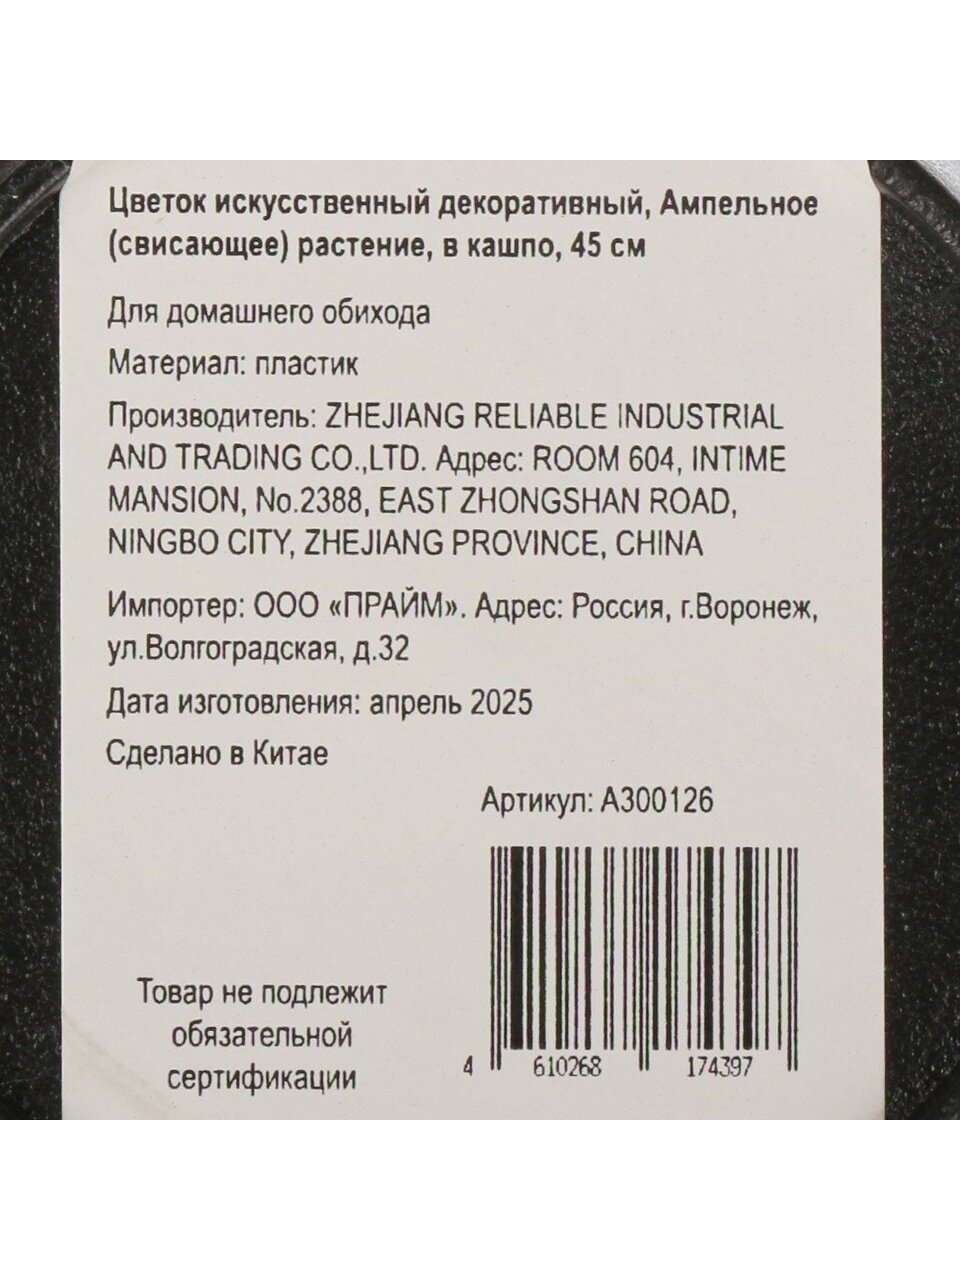 Цветок искусственный декоративный, Ампельное
(свисающее) растение, в кашпо, 45 см
Для домашнего обихода
Материал: пластик
Производитель: ZHEJIANG RELIABLE INDUSTRIAL
AND TRADING CO.,LTD. Адрес: ROOM 604, INTIME
MANSION, No.2388, EAST ZHONGSHAN ROAD,
NINGBO CITY, ZHEJIANG PROVINCE, CHINA
Импортер: ООО «ПРАЙМ». Адрес: Россия, г.Воронеж,
ул.Волгоградская, д.32
Дата изготовления: апрель 2025
Сделано в Китае
Артикул: А300126
Товар не подлежит
обязательной
сертификации
4 610268 174397